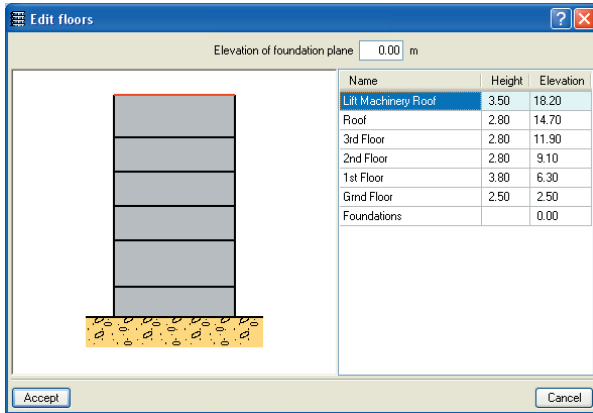 Edit floors
Elevation of foundation plane 0.00 m
Name Height Elevation
Lift Machinery Roof 3.50 18.20
Roof 2.80 14.70
3rd Floor 2.80 11.90
2nd Floor 2.80 9.10
1st Floor 3.80 6.30
Grnd Floor 2.50 2.50
Foundations 0.00
Accept Cancel